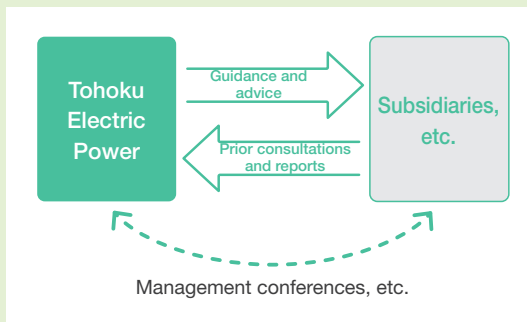 Tohoku
Electric
Power
Guidance and
advice
Prior consultations
and reports
Subsidiaries,
etc.
Management conferences, etc.